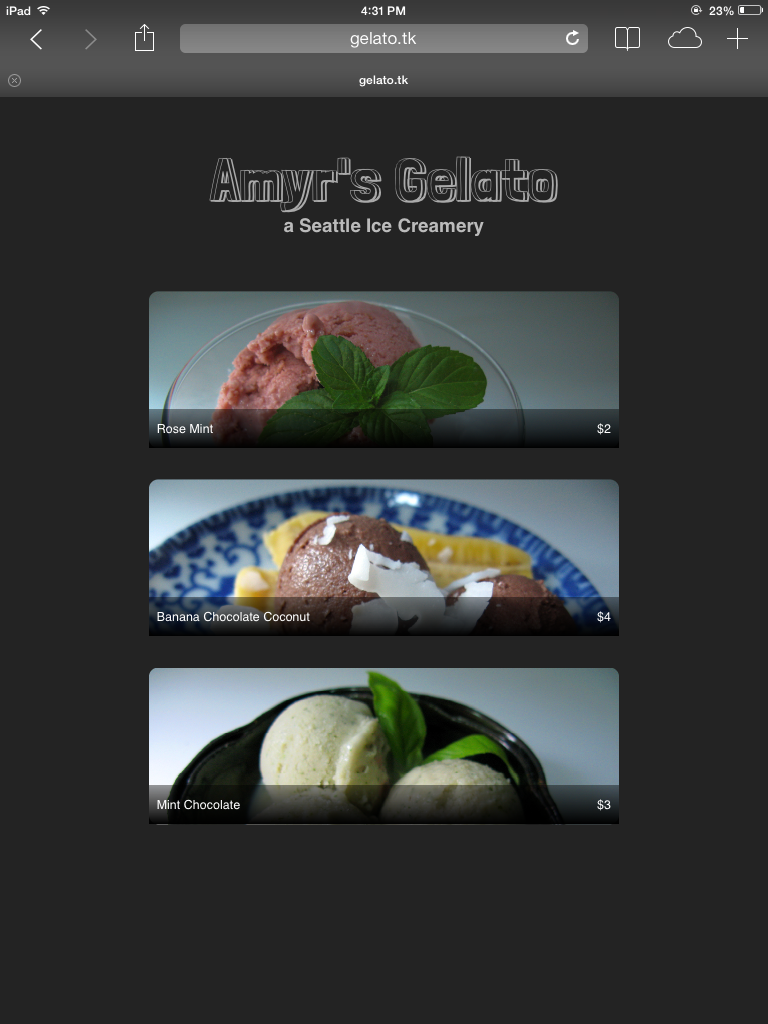 iPad 4:31 PM 23%
gelato.tk
gelato.tk
Amyr's Gelato
a Seattle Ice Creamery
Rose Mint $2
Banana Chocolate Coconut $4
Mint Chocolate $3